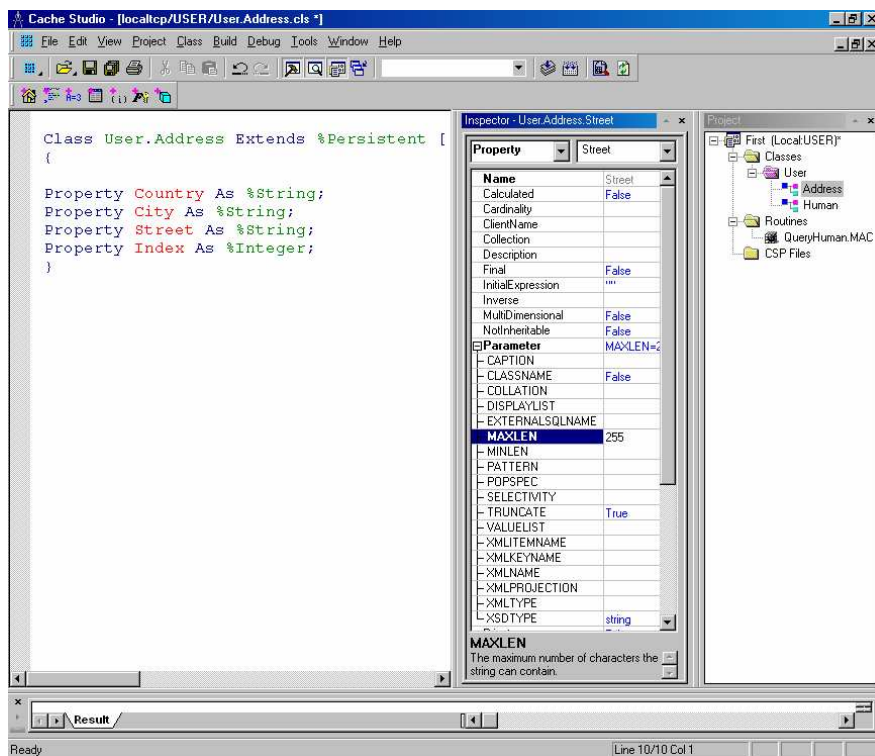 Cache Studio - [localtcp/USER/User.Address.cls *]
File Edit View Project Class Build Debug Tools Window Help
Class User.Address Extends %Persistent [
{
Property Country As %String;
Property City As %String;
Property Street As %String;
Property Index As %Integer;
}
Inspector - User.Address.Street
Property Street
Name Street
Calculated False
Cardinality
ClientName
Collection
Description
Final False
InitialExpression ""
Inverse
MultiDimensional False
NotInheritable False
Parameter MAXLEN=2
CAPTION
CLASSNAME False
COLLATION
DISPLAYLIST
EXTERNALSQLNAME
MAXLEN 255
MINLEN
PATTERN
POPSPEC
SELECTIVITY
TRUNCATE True
VALUELIST
XMLITEMNAME
XMLKEYNAME
XMLNAME
XMLPROJECTION
XMLTYPE
XSDTYPE string
MAXLEN
The maximum number of characters the
string can contain.
Project
First (Local:USER)*
Classes
User
Address
Human
Routines
QueryHuman.MAC
CSP Files
Result
Ready Line 10/10 Col 1